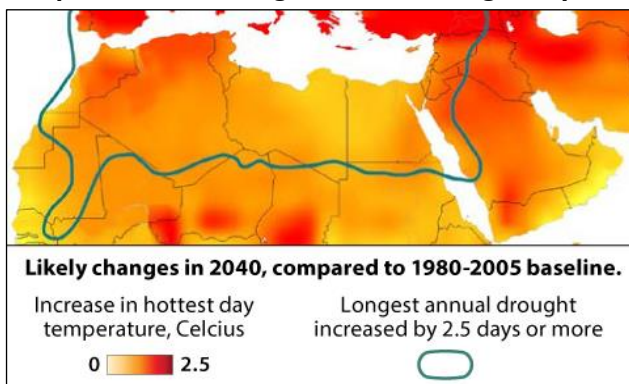 Likely changes in 2040, compared to 1980-2005 baseline.
Increase in hottest day
temperature, Celcius
0 2.5
Longest annual drought
increased by 2.5 days or more